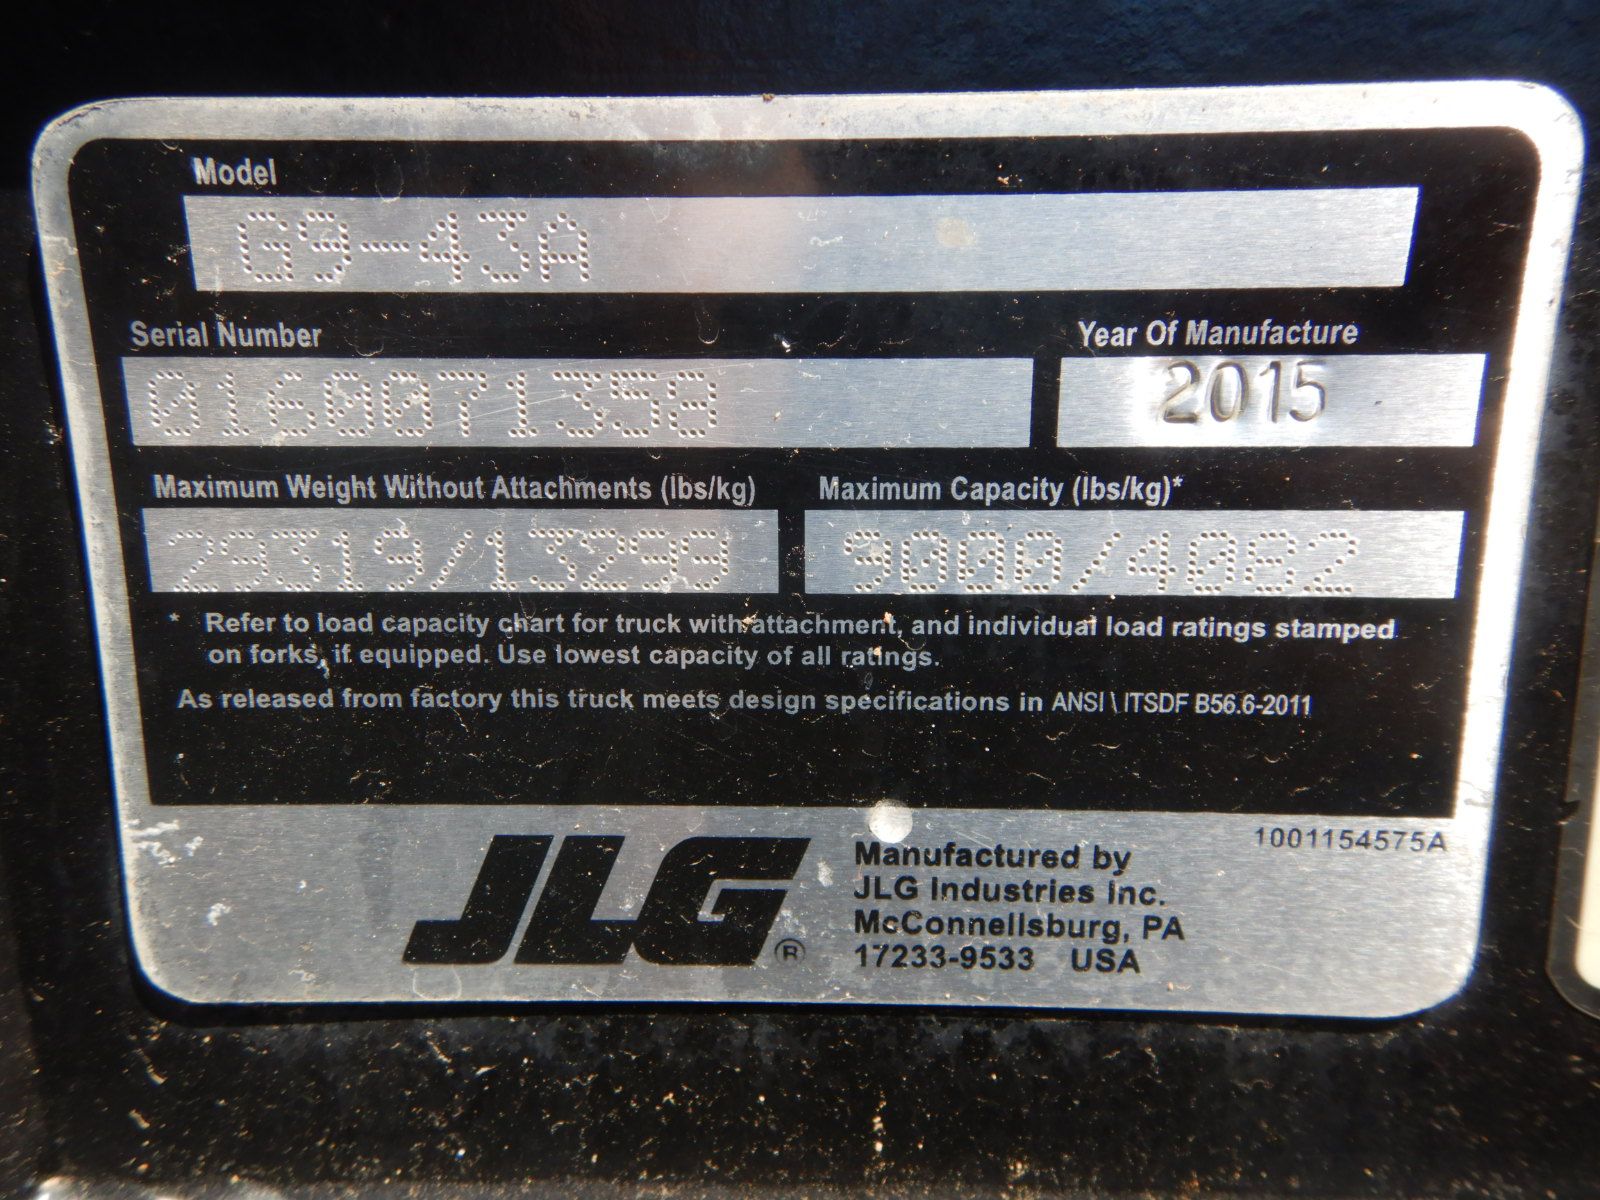 Model
G9-43A
Serial Number
Year Of Manufacture
0160071359
2015
Maximum Weight Without Attachments (lbs/kg)
Maximum Capacity (lbs/kg)*
29319/13299
9000/4082
* Refer to load capacity chart for truck with attachment, and individual load ratings stamped
on forks, if equipped. Use lowest capacity of all ratings.
As released from factory this truck meets design specifications in ANSI \ ITSDF B56.6-2011
1001154575A
JLG®
Manufactured by
JLG Industries Inc.
McConnellsburg, PA
17233-9533 USA